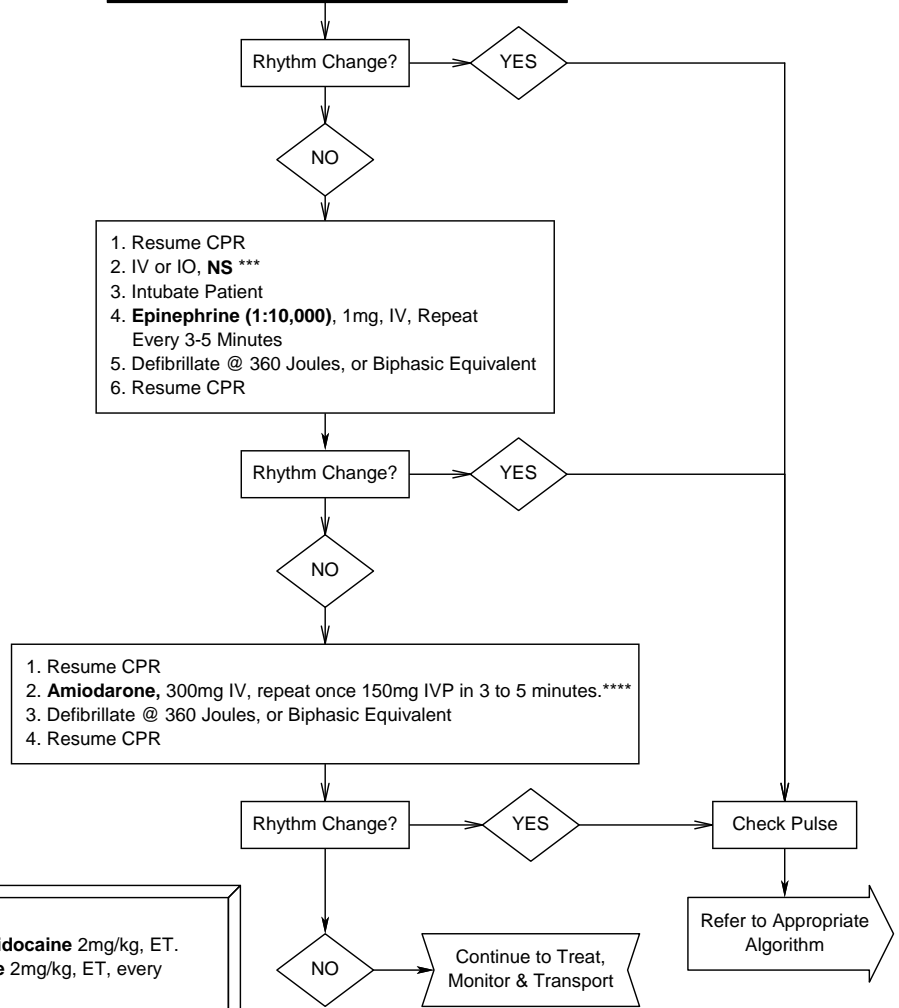 Rhythm Change?
YES
NO
1. Resume CPR
2. IV or IO, NS ***
3. Intubate Patient
4. Epinephrine (1:10,000), 1mg, IV, Repeat
Every 3-5 Minutes
5. Defibrillate @ 360 Joules, or Biphasic Equivalent
6. Resume CPR
Rhythm Change?
YES
NO
1. Resume CPR
2. Amiodarone, 300mg IV, repeat once 150mg IVP in 3 to 5 minutes.****
3. Defibrillate @ 360 Joules, or Biphasic Equivalent
4. Resume CPR
Rhythm Change?
YES
Check Pulse
Refer to Appropriate
Algorithm
NO
Continue to Treat,
Monitor & Transport
2mg/kg, ET.
2mg/kg, ET, every